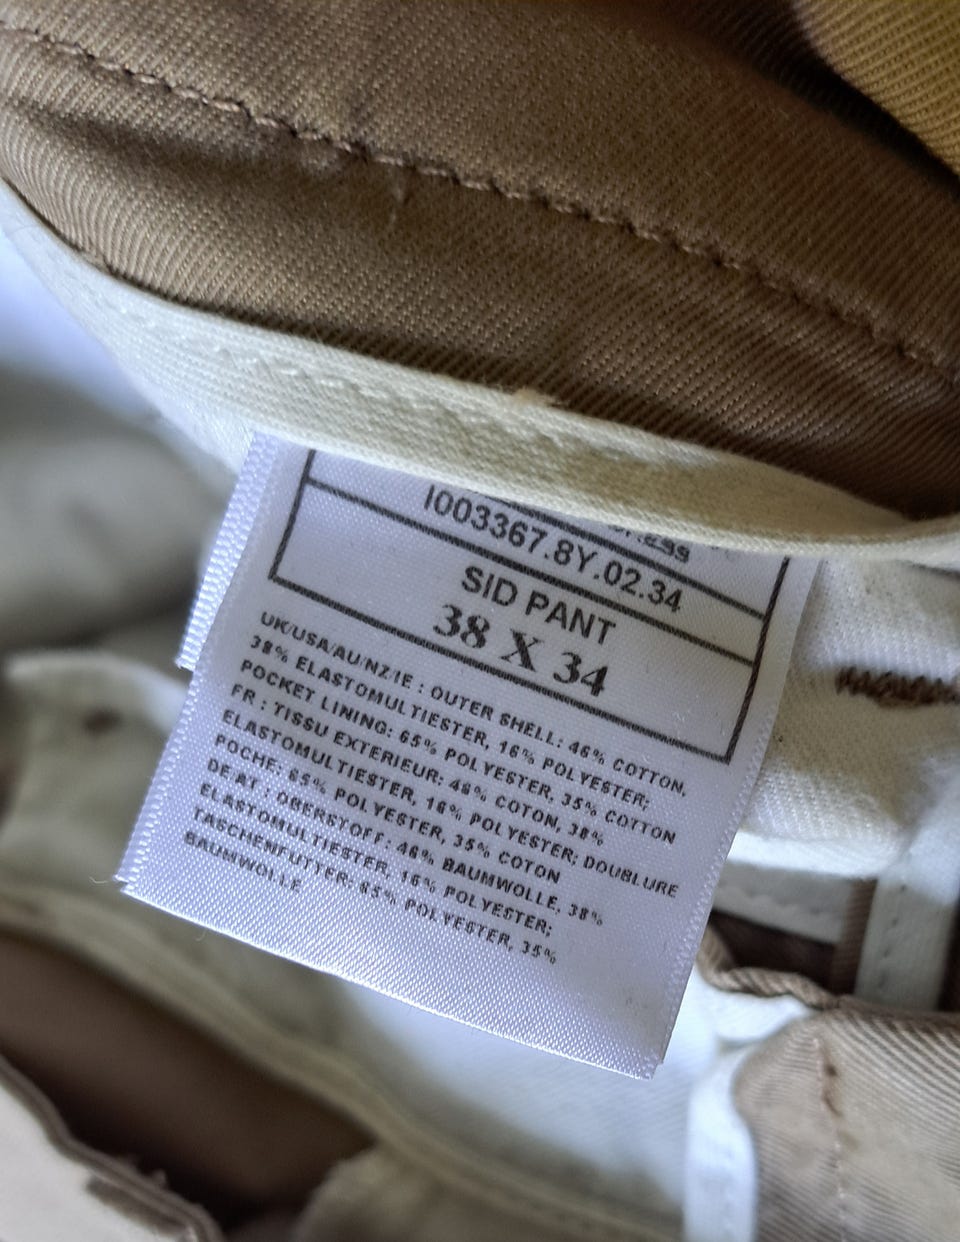 I003367.8Y.02.34
SID PANT
38 X 34
UK/USA/AU/NZ/IE : OUTER SHELL: 46% COTTON,
38% ELASTOMULTIESTER, 16% POLYESTER;
POCKET LINING: 65% POLYESTER, 35% COTTON
FR : TISSU EXTERIEUR: 46% COTON, 38%
ELASTOMULTIESTER, 16% POLYESTER; DOUBLURE
POCHE: 65% POLYESTER, 35% COTON
DE AT : OBERSTOFF: 46% BAUMWOLLE, 38%
ELASTOMULTIESTER, 16% POLYESTER;
TASCHENFUTTER: 65% POLYESTER, 35%
BAUMWOLLE